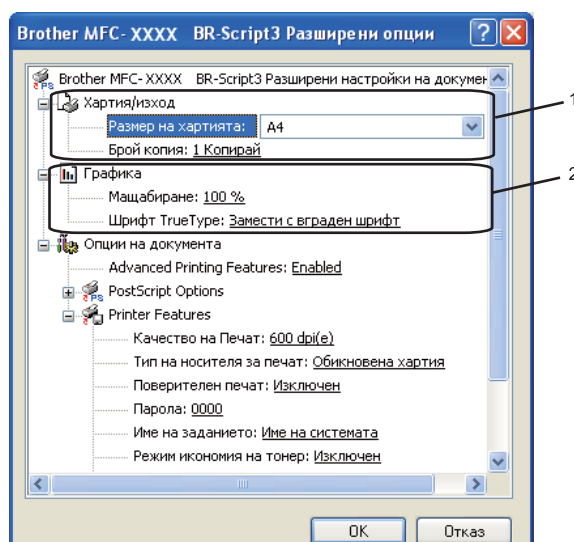 Brother MFC- XXXX BR-Script3 Разширени опции
Brother MFC- XXXX BR-Script3 Разширени настройки на докумен
Хартия/изход
Размер на хартията: A4
Брой копия: 1 Копирай
1
Графика
Мащабиране: 100 %
Шрифт TrueType: Замести с вграден шрифт
2
Опции на документа
Advanced Printing Features: Enabled
PostScript Options
Printer Features
Качество на Печат: 600 dpi(е)
Тип на носителя за печат: Обикновена хартия
Поверителен печат: Изключен
Парола: 0000
Име на заданието: Име на системата
Режим икономия на тонер: Изключен
OK Отказ